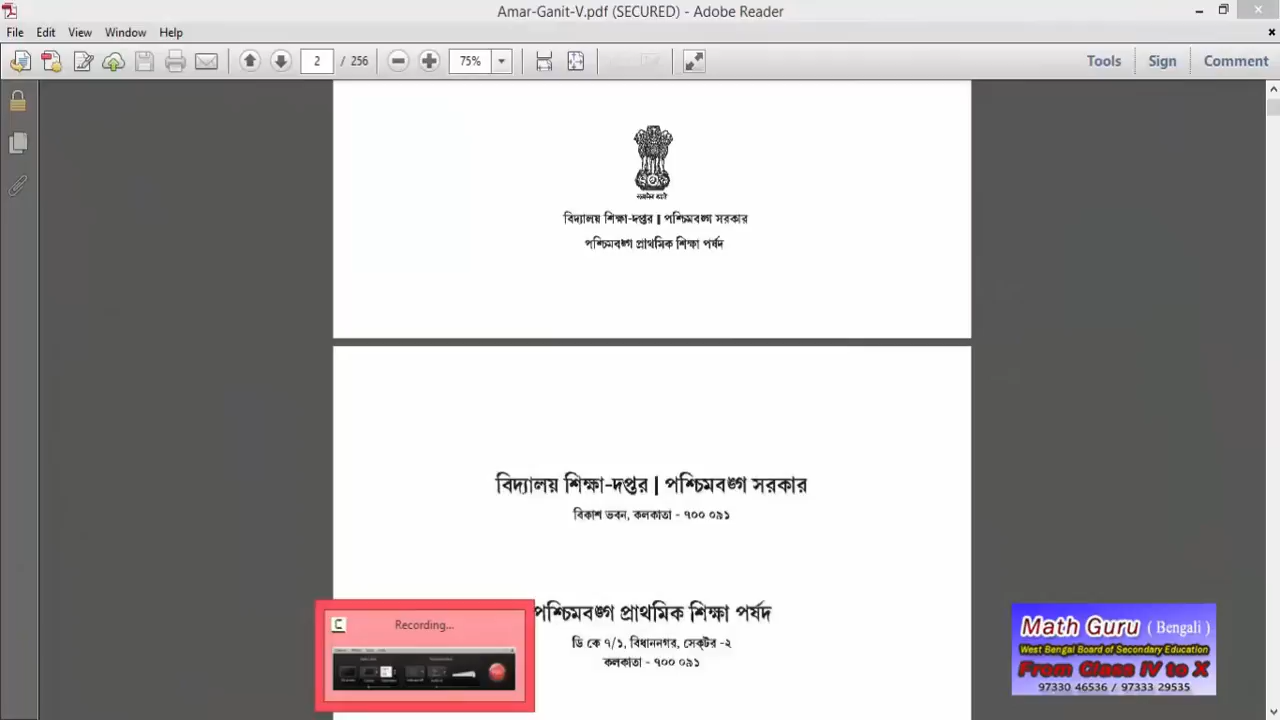 Amar-Ganit-V.pdf (SECURED) - Adobe Reader
File Edit View Window Help
2 / 256 75% Tools Sign Comment
বিদ্যালয় শিক্ষা-দপ্তর | পশ্চিমবঙ্গ সরকার
পশ্চিমবঙ্গ প্রাথমিক শিক্ষা পর্ষদ
বিদ্যালয় শিক্ষা-দপ্তর | পশ্চিমবঙ্গ সরকার
বিকাশ ভবন, কলকাতা - ৭০০ ০৯১
পশ্চিমবঙ্গ প্রাথমিক শিক্ষা পর্ষদ
ডি কে ৭/১, বিধাননগর, সেক্টর -২
কলকাতা - ৭০০ ০৯১
Recording...
Math Guru ( Bengali )
West Bengal Board of Secondary Education
From Class IV to X
97330 46536 / 97333 29535